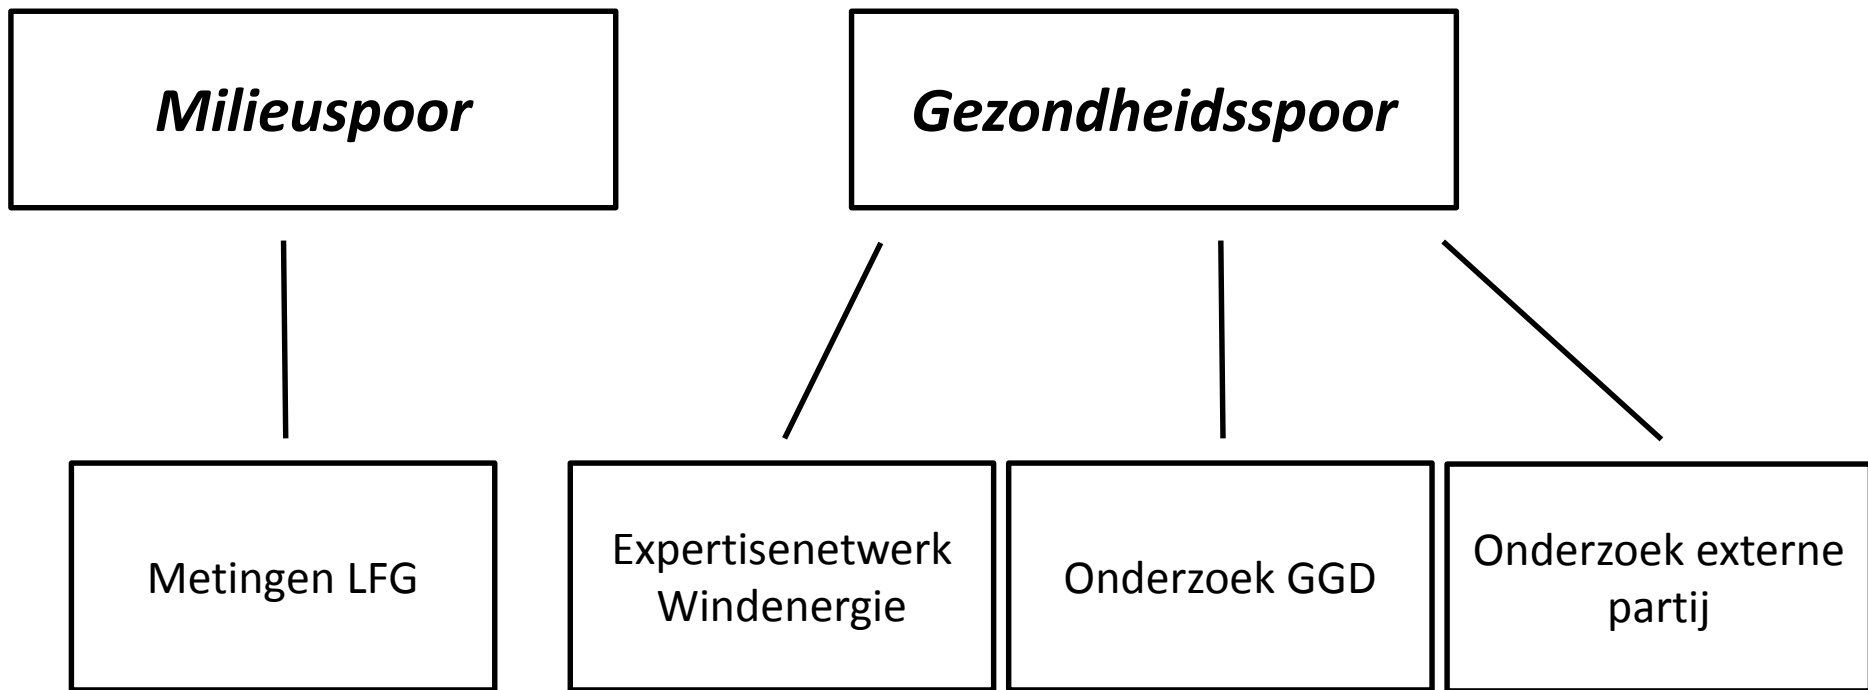 Milieuspoor
Gezondheidsspoor
Metingen LFG
Expertisenetwerk
Windenergie
Onderzoek GGD
Onderzoek externe
partij